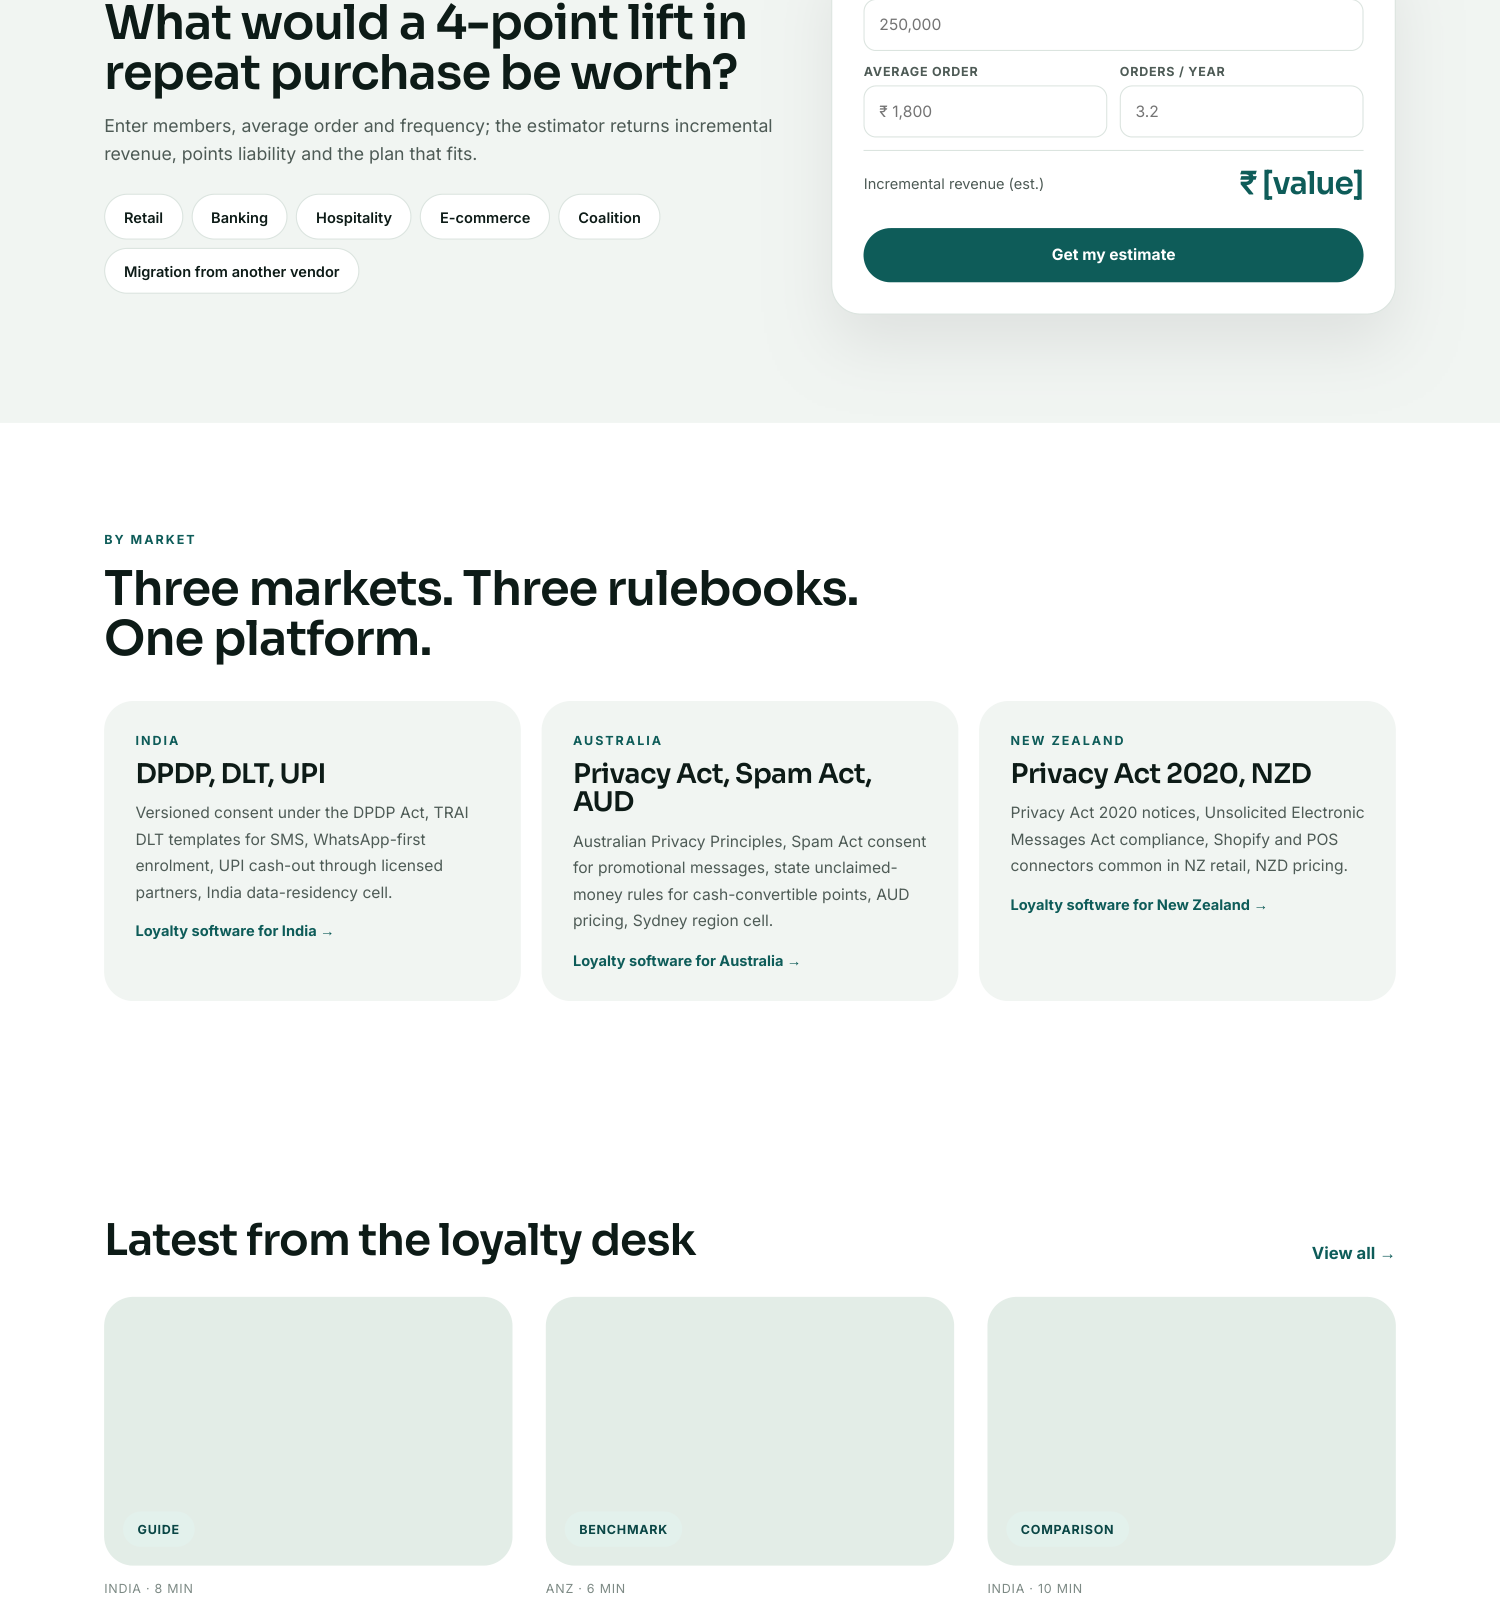 What would a 4-point lift in
repeat purchase be worth?
Enter members, average order and frequency; the estimator returns incremental
revenue, points liability and the plan that fits.
Retail
Banking
Hospitality
E-commerce
Coalition
Migration from another vendor
250,000
AVERAGE ORDER
ORDERS / YEAR
₹ 1,800
3.2
Incremental revenue (est.)
₹ [value]
Get my estimate
BY MARKET
Three markets. Three rulebooks.
One platform.
INDIA
DPDP, DLT, UPI
Versioned consent under the DPDP Act, TRAI
DLT templates for SMS, WhatsApp-first
enrolment, UPI cash-out through licensed
partners, India data-residency cell.
Loyalty software for India →
AUSTRALIA
Privacy Act, Spam Act,
AUD
Australian Privacy Principles, Spam Act consent
for promotional messages, state unclaimed-
money rules for cash-convertible points, AUD
pricing, Sydney region cell.
Loyalty software for Australia →
NEW ZEALAND
Privacy Act 2020, NZD
Privacy Act 2020 notices, Unsolicited Electronic
Messages Act compliance, Shopify and POS
connectors common in NZ retail, NZD pricing.
Loyalty software for New Zealand →
Latest from the loyalty desk
View all →
GUIDE
BENCHMARK
COMPARISON
INDIA · 8 MIN
ANZ · 6 MIN
INDIA · 10 MIN